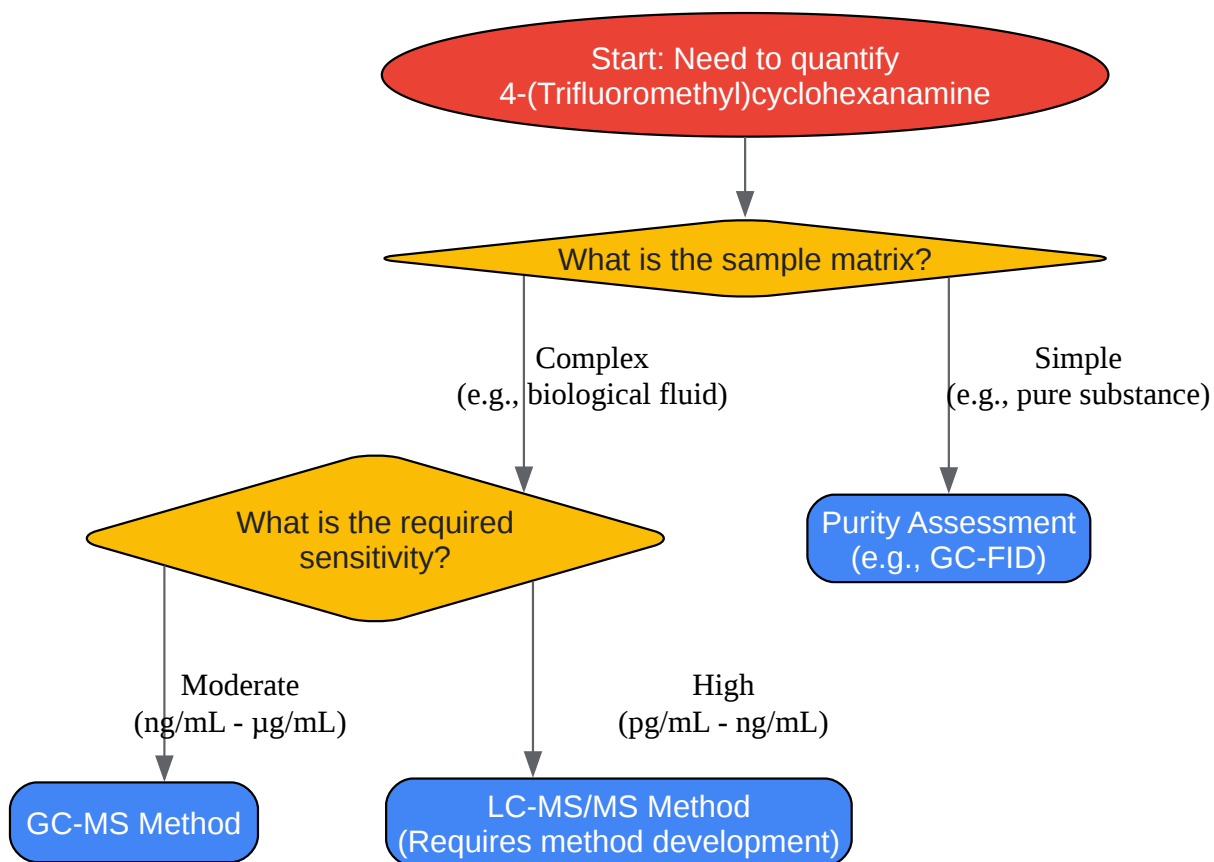 Start: Need to quantify
4-(Trifluoromethyl)cyclohexanamine
What is the sample matrix?
Complex
(e.g., biological fluid)
Simple
(e.g., pure substance)
What is the required
sensitivity?
Purity Assessment
(e.g., GC-FID)
Moderate
(ng/mL - µg/mL)
High
(pg/mL - ng/mL)
GC-MS Method
LC-MS/MS Method
(Requires method development)